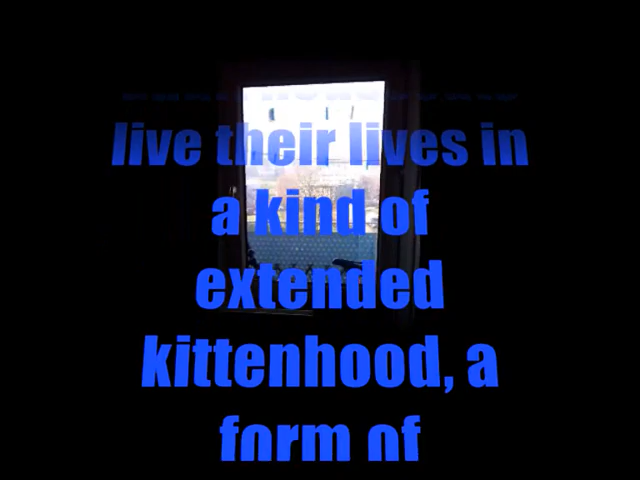 live their lives in
a kind of
extended
kittenhood, a
form of